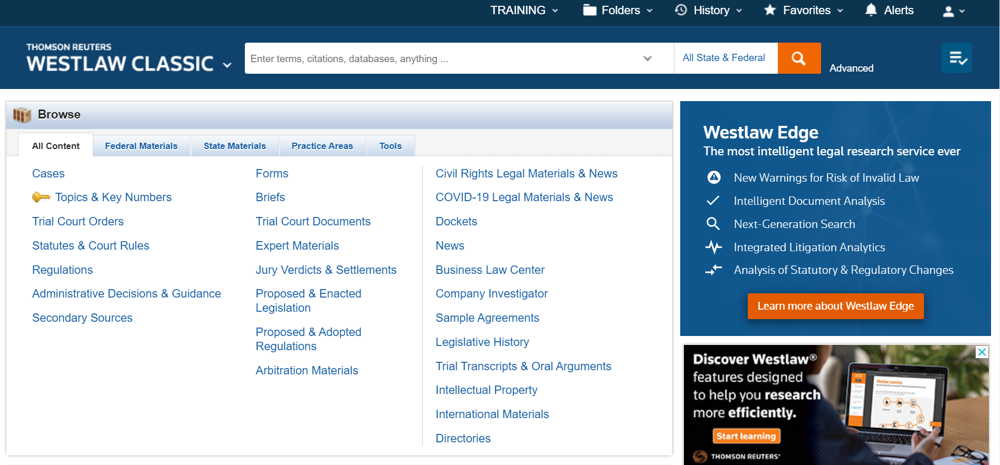 TRAINING Folders History Favorites Alerts
THOMSON REUTERS
WESTLAW CLASSIC
Enter terms, citations, databases, anything ...
All State & Federal
Advanced
Browse
All Content Federal Materials State Materials Practice Areas Tools
Cases
Topics & Key Numbers
Trial Court Orders
Statutes & Court Rules
Regulations
Administrative Decisions & Guidance
Secondary Sources
Forms
Briefs
Trial Court Documents
Expert Materials
Jury Verdicts & Settlements
Proposed & Enacted
Legislation
Proposed & Adopted
Regulations
Arbitration Materials
Civil Rights Legal Materials & News
COVID-19 Legal Materials & News
Dockets
News
Business Law Center
Company Investigator
Sample Agreements
Legislative History
Trial Transcripts & Oral Arguments
Intellectual Property
International Materials
Directories
Westlaw Edge
The most intelligent legal research service ever
New Warnings for Risk of Invalid Law
Intelligent Document Analysis
Next-Generation Search
Integrated Litigation Analytics
Analysis of Statutory & Regulatory Changes
Learn more about Westlaw Edge
Discover Westlaw®
features designed
to help you research
more efficiently.
Start learning
THOMSON REUTERS®
Westlaw Learning